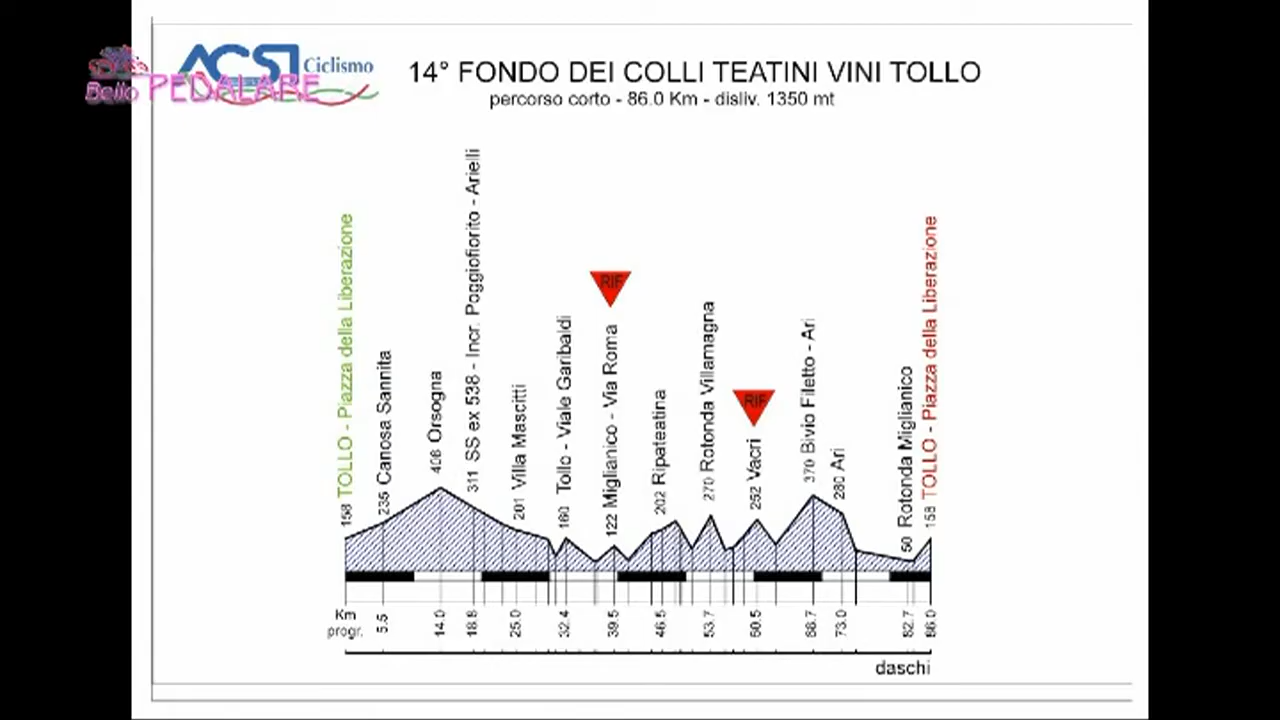 ACSI Ciclismo
Bello PEDALARE
14° FONDO DEI COLLI TEATINI VINI TOLLO
percorso corto - 86.0 Km - disliv. 1350 mt
158 TOLLO - Piazza della Liberazione
235 Canosa Sannita
408 Orsogna
311 SS ex 538 - Incr. Poggiofiorito - Arielli
201 Villa Mascitti
160 Tollo - Viale Garibaldi
RIF
122 Miglianico - Via Roma
202 Ripateatina
270 Rotonda Villamagna
RIF
252 Vacri
370 Bivio Filetto - Ari
280 Ari
50 Rotonda Miglianico
158 TOLLO - Piazza della Liberazione
Km progr. 5.5 14.0 18.8 25.0 32.4 39.5 46.5 53.7 60.5 68.7 73.0 82.7 86.0
daschi